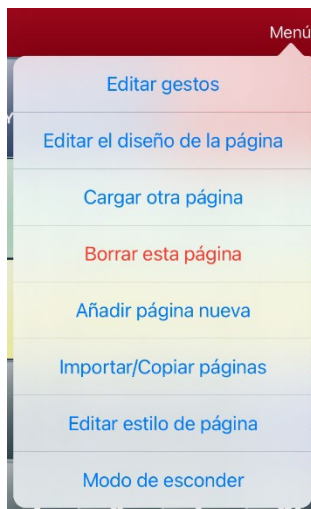 Menú
Editar gestos
Editar el diseño de la página
Cargar otra página
Borrar esta página
Añadir página nueva
Importar/Copiar páginas
Editar estilo de página
Modo de esconder